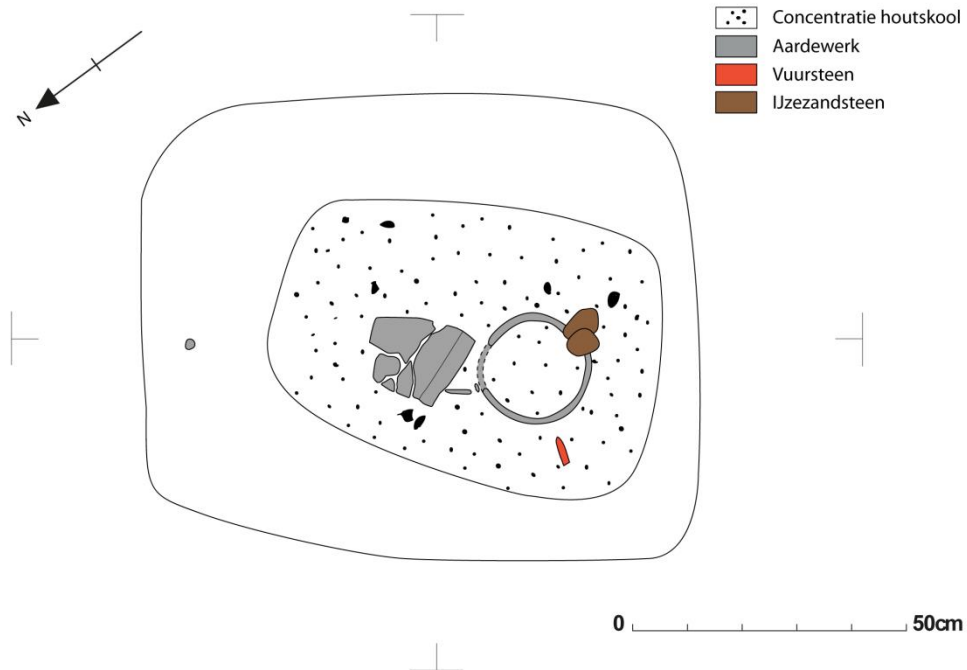 Concentratie houtskool
Aardewerk
Vuursteen
IJzezandsteen
N
0 50cm